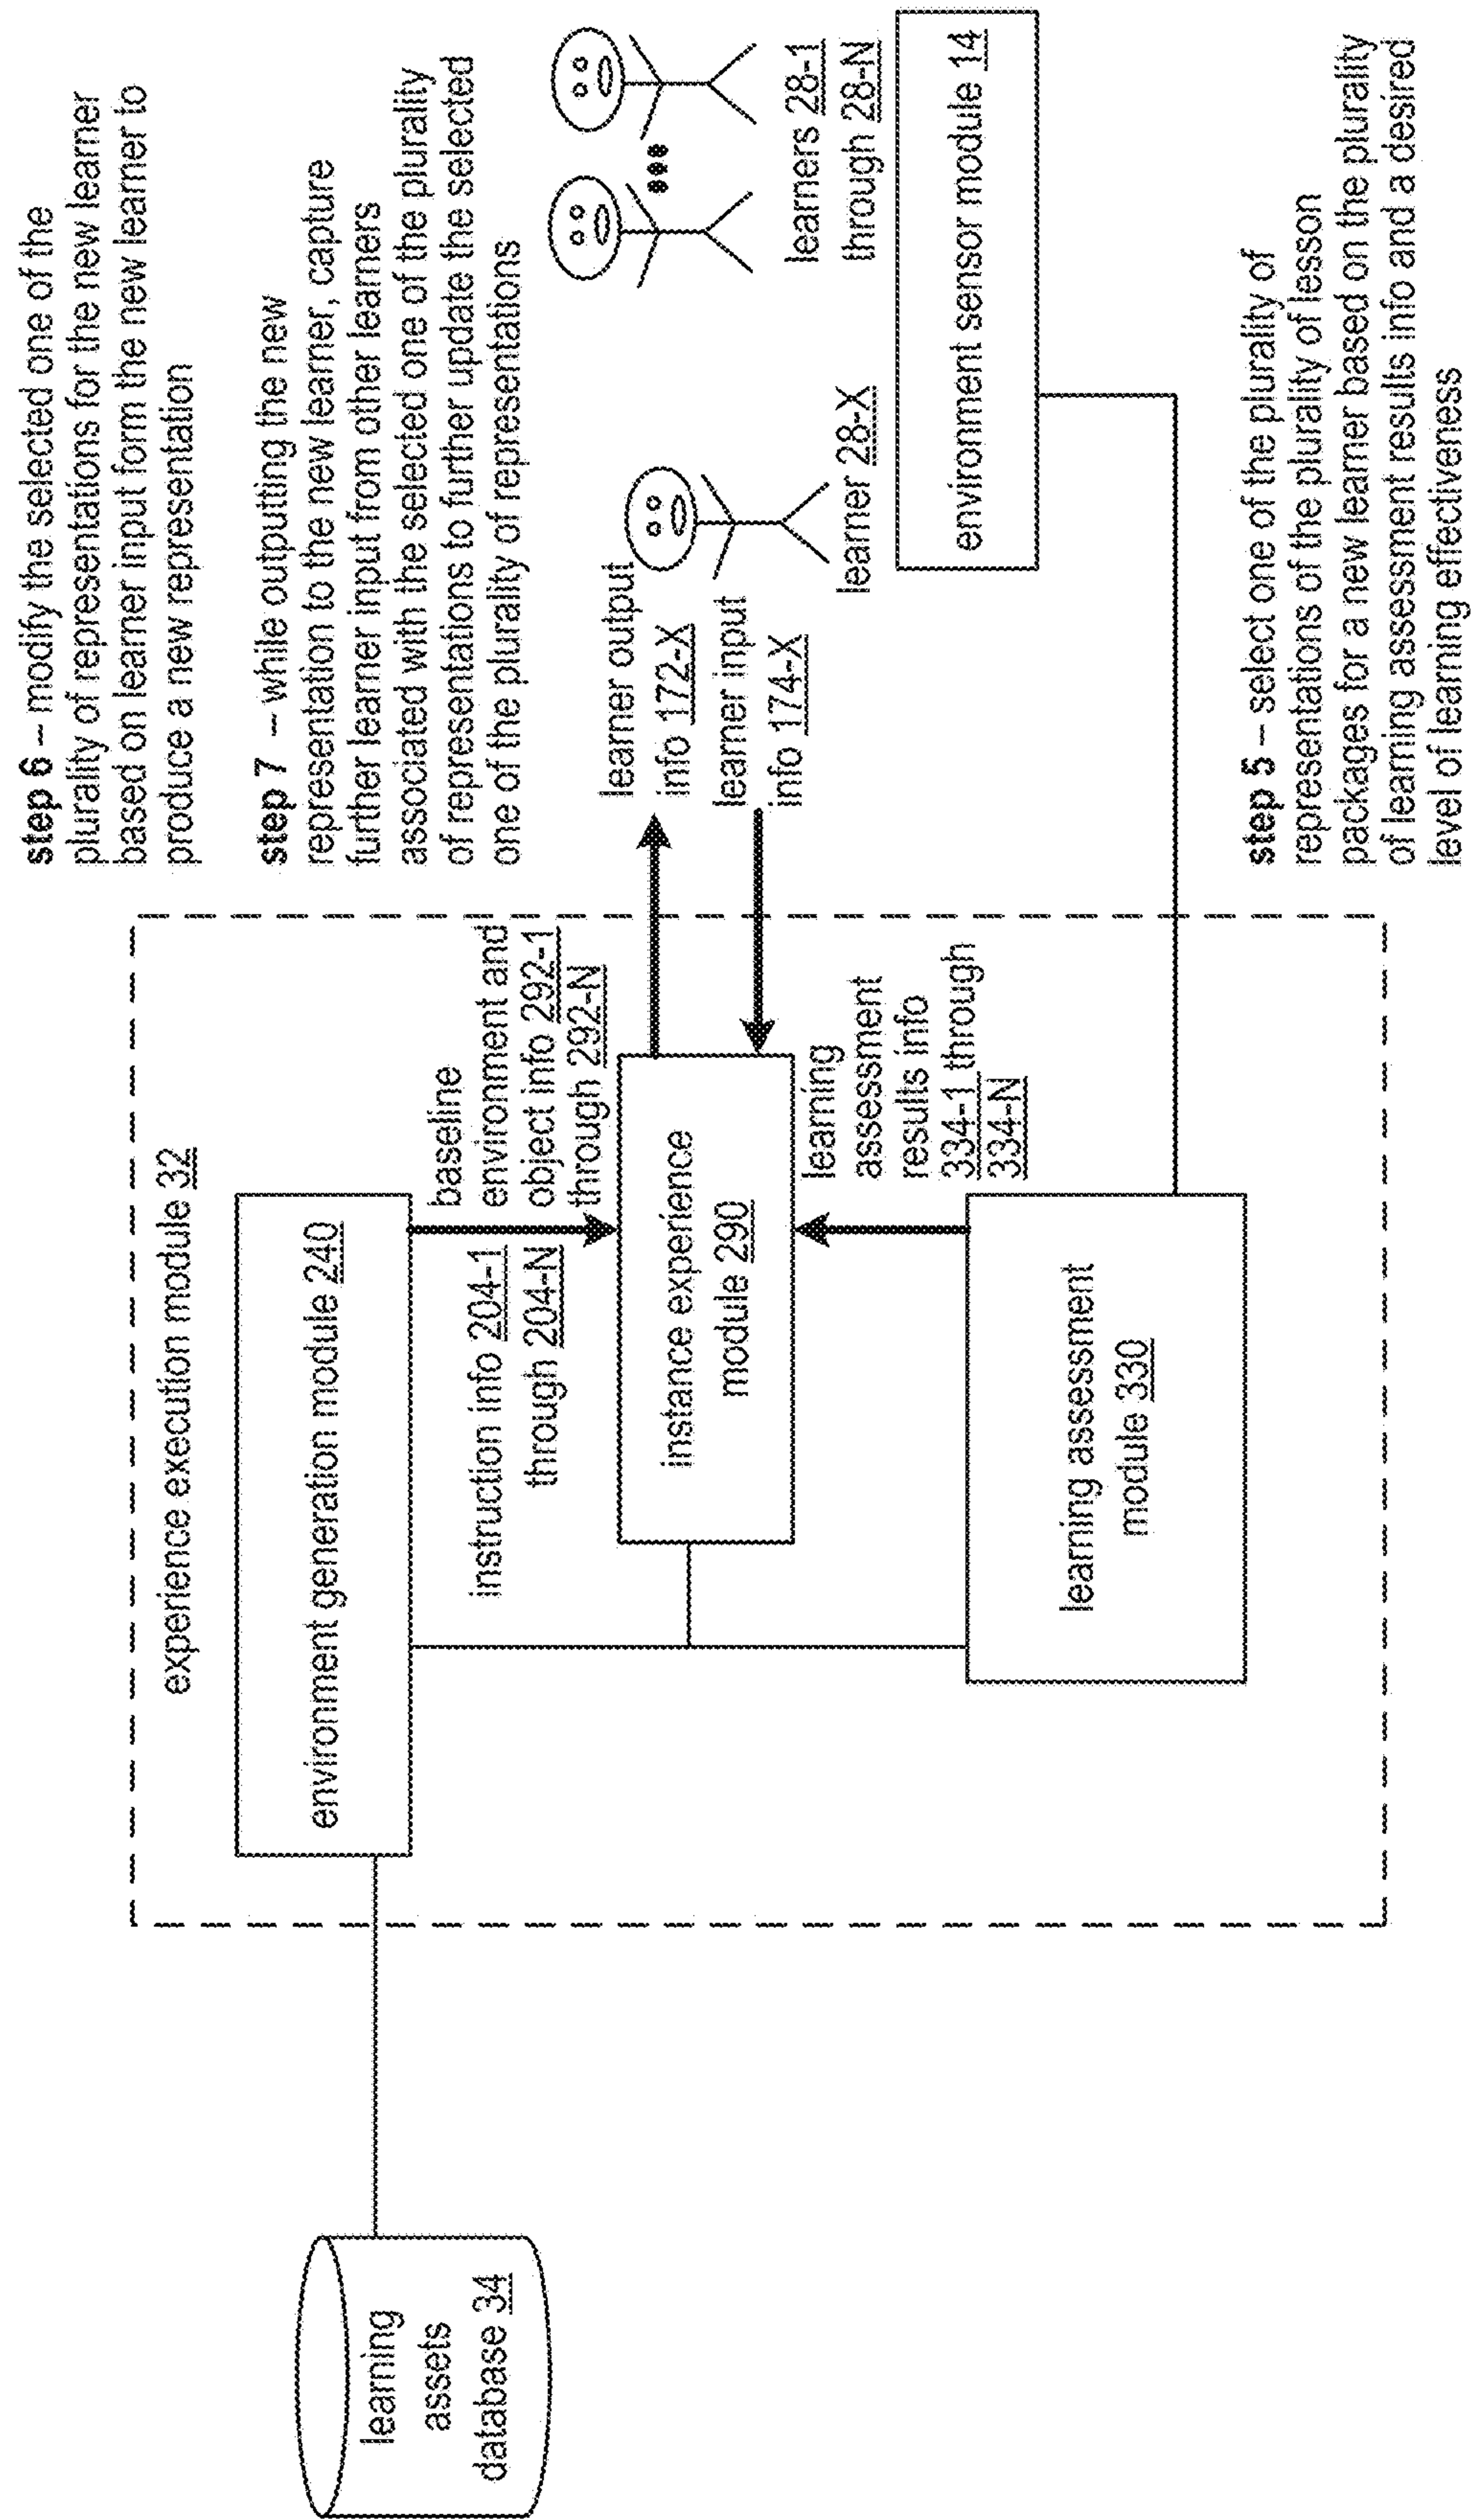 step 6 – modify the selected one of the
plurality of representations for the new learner
based on learner input form the new learner to
produce a new representation
step 7 – while outputing the new
representation to the new learner, capture
further learner input from other learners
associated with the selected one of the plurality
of representations to further update the selected
one of the plurality of representations
experience execution module 32
environment generation module 240
learning
assets
database 34
instruction info 204-1
through 204-N
baseline
environment and
object info 292-1
through 292-N
instance experience
module 290
learner output
info 172-X
learner input
info 174-X
learner 28-X
learners 28-1
through 28-N
learning
assessment
results info
334-1 through
334-N
learning assessment
module 330
environment sensor module 14
step 5 – select one of the plurality of
representations of the plurality of lesson
packages for a new learner based on the plurality
of learning assessment results info and a desired
level of learning effectiveness